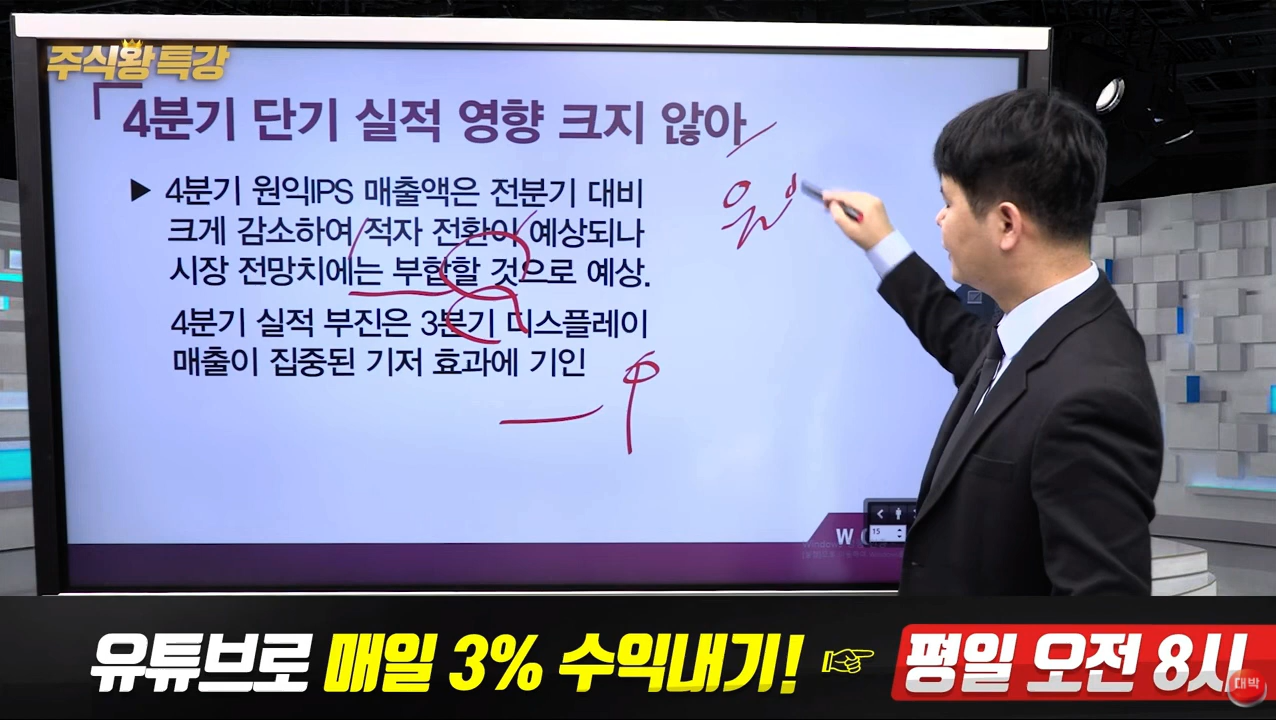 주식왕 특강
「4분기 단기 실적 영향 크지 않아
▶ 4분기 원익IPS 매출액은 전분기 대비
크게 감소하여 적자 전환이 예상되나
시장 전망치에는 부합할 것으로 예상.
4분기 실적 부진은 3분기 디스플레이
매출이 집중된 기저 효과에 기인
원
W
15
유튜브로 매일 3% 수익내기! ☞ 평일 오전 8시
대박